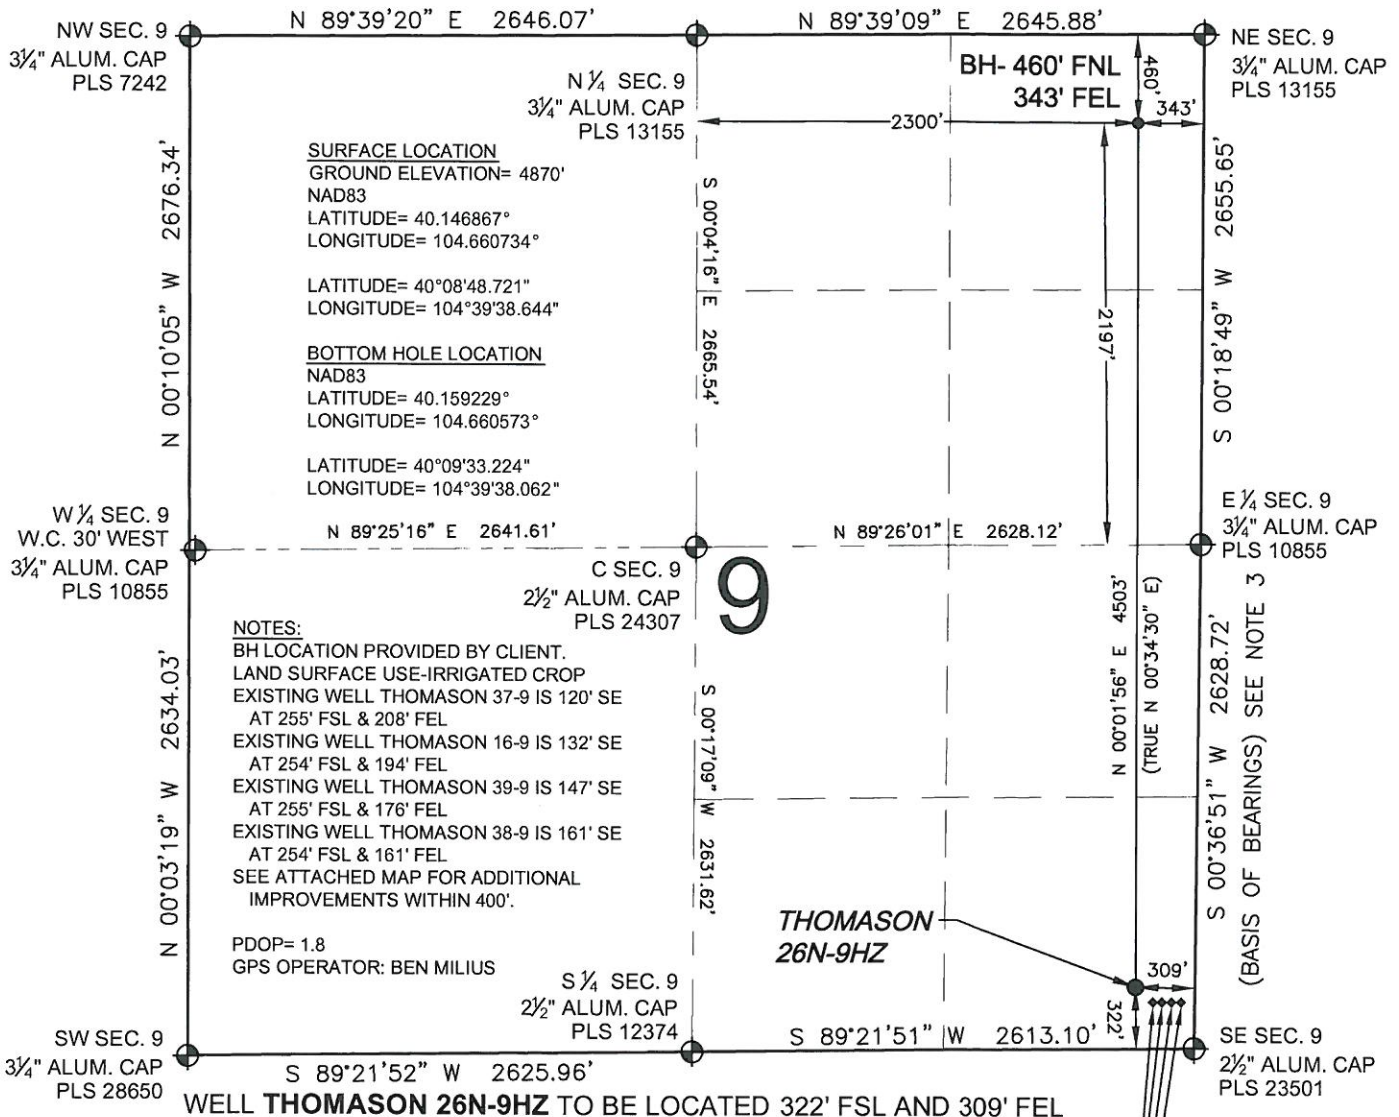 N 89°39'20" E 2646.07'
N 89°39'09" E 2645.88'
NW SEC. 9
3¼" ALUM. CAP
PLS 7242
N ¼ SEC. 9
3¼" ALUM. CAP
PLS 13155
BH- 460' FNL
343' FEL
460'
343'
NE SEC. 9
3¼" ALUM. CAP
PLS 13155
2300'
SURFACE LOCATION
GROUND ELEVATION= 4870'
NAD83
LATITUDE= 40.146867°
LONGITUDE= 104.660734°
LATITUDE= 40°08'48.721"
LONGITUDE= 104°39'38.644"
BOTTOM HOLE LOCATION
NAD83
LATITUDE= 40.159229°
LONGITUDE= 104.660573°
LATITUDE= 40°09'33.224"
LONGITUDE= 104°39'38.062"
N 00°10'05" W 2676.34'
S 00°04'16" E 2665.54'
2197'
S 00°18'49" W 2655.65'
W ¼ SEC. 9
W.C. 30' WEST
3¼" ALUM. CAP
PLS 10855
N 89°25'16" E 2641.61'
N 89°26'01" E 2628.12'
E ¼ SEC. 9
3¼" ALUM. CAP
PLS 10855
C SEC. 9
2½" ALUM. CAP
PLS 24307
9
NOTES:
BH LOCATION PROVIDED BY CLIENT.
LAND SURFACE USE-IRRIGATED CROP
EXISTING WELL THOMASON 37-9 IS 120' SE
AT 255' FSL & 208' FEL
EXISTING WELL THOMASON 16-9 IS 132' SE
AT 254' FSL & 194' FEL
EXISTING WELL THOMASON 39-9 IS 147' SE
AT 255' FSL & 176' FEL
EXISTING WELL THOMASON 38-9 IS 161' SE
AT 254' FSL & 161' FEL
SEE ATTACHED MAP FOR ADDITIONAL
IMPROVEMENTS WITHIN 400'.
PDOP= 1.8
GPS OPERATOR: BEN MILIUS
N 00°03'19" W 2634.03'
S 00°17'09" W 2631.62'
N 00°01'56" E 4503'
(TRUE N 00°34'30" E)
S 00°36'51" W 2628.72'
(BASIS OF BEARINGS) SEE NOTE 3
THOMASON
26N-9HZ
309'
322'
S ¼ SEC. 9
2½" ALUM. CAP
PLS 12374
S 89°21'51" W 2613.10'
SW SEC. 9
3¼" ALUM. CAP
PLS 28650
S 89°21'52" W 2625.96'
SE SEC. 9
2½" ALUM. CAP
PLS 23501
WELL THOMASON 26N-9HZ TO BE LOCATED 322' FSL AND 309' FEL